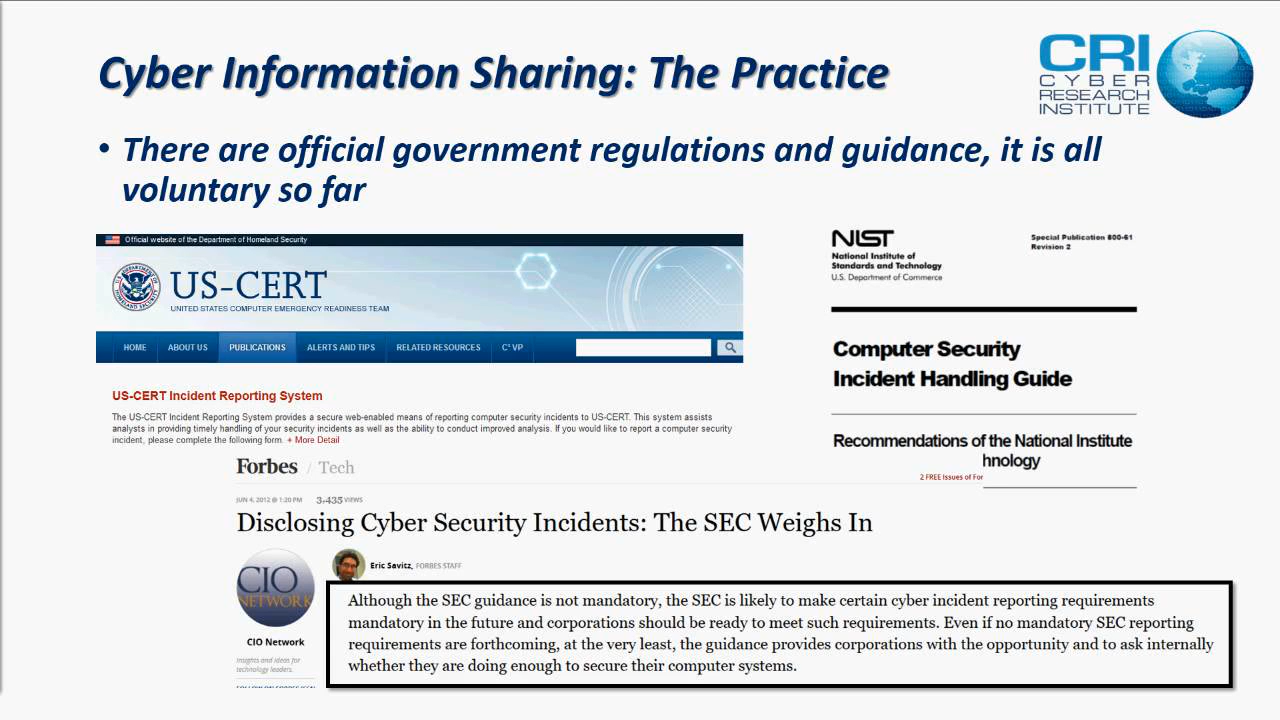 Cyber Information Sharing: The Practice
CRI
CYBER
RESEARCH
INSTITUTE
• There are official government regulations and guidance, it is all
voluntary so far
Official website of the Department of Homeland Security
US-CERT
UNITED STATES COMPUTER EMERGENCY READINESS TEAM
HOME ABOUT US PUBLICATIONS ALERTS AND TIPS RELATED RESOURCES C³ VP
US-CERT Incident Reporting System
The US-CERT Incident Reporting System provides a secure web-enabled means of reporting computer security incidents to US-CERT. This system assists
analysts in providing timely handling of your security incidents as well as the ability to conduct improved analysis. If you would like to report a computer security
incident, please complete the following form. + More Detail
NIST
National Institute of
Standards and Technology
U.S. Department of Commerce
Special Publication 800-61
Revision 2
Computer Security
Incident Handling Guide
Recommendations of the National Institute
hnology
2 FREE Issues of For
Forbes / Tech
JUN 4, 2012 @ 1:20 PM 3,435 VIEWS
Disclosing Cyber Security Incidents: The SEC Weighs In
CIO
NETWORK
Eric Savitz, FORBES STAFF
CIO Network
Insights and ideas for
technology leaders.
Although the SEC guidance is not mandatory, the SEC is likely to make certain cyber incident reporting requirements
mandatory in the future and corporations should be ready to meet such requirements. Even if no mandatory SEC reporting
requirements are forthcoming, at the very least, the guidance provides corporations with the opportunity and to ask internally
whether they are doing enough to secure their computer systems.